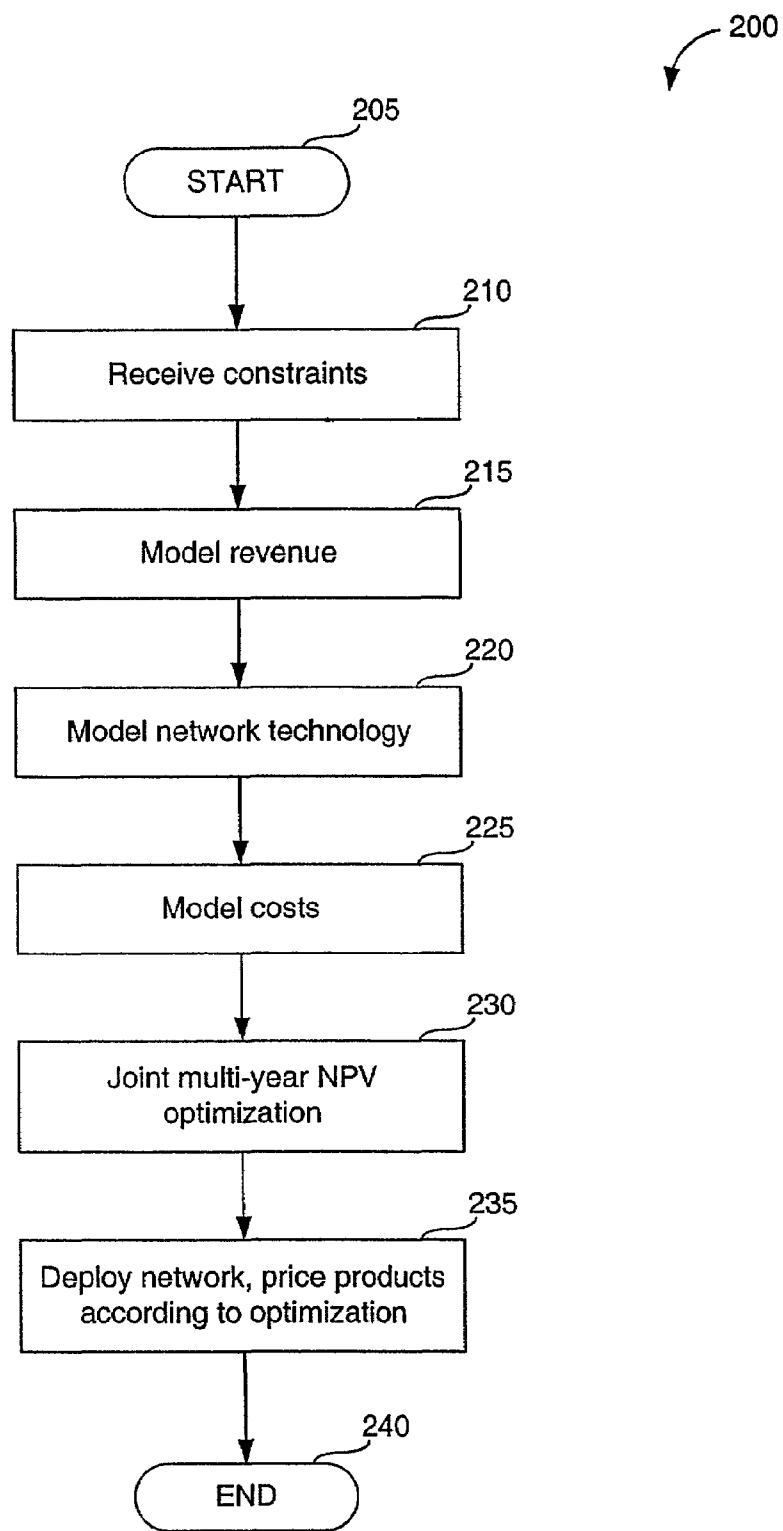 200
205
START
210
Receive constraints
215
Model revenue
220
Model network technology
225
Model costs
230
Joint multi-year NPV
optimization
235
Deploy network, price products
according to optimization
240
END